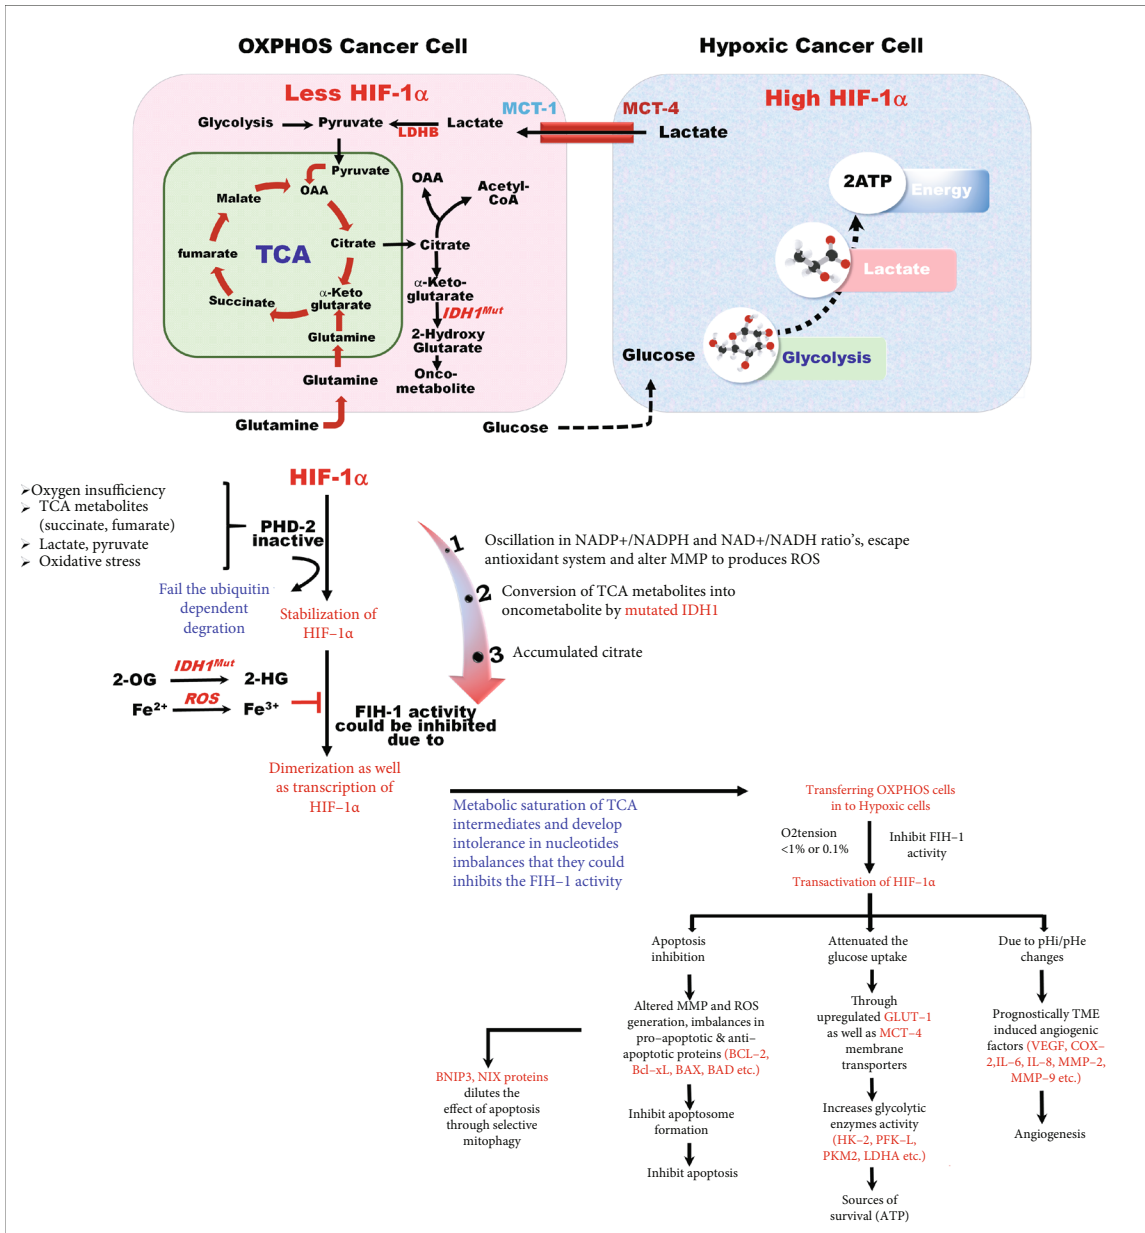 OXPHOS Cancer Cell
Hypoxic Cancer Cell
Less HIF-1α
High HIF-1α
MCT-1
MCT-4
Glycolysis
Pyruvate
LDHB
Lactate
Lactate
Pyruvate
OAA
Malate
fumarate
TCA
Citrate
Succinate
α-Keto
glutarate
Glutamine
Glutamine
Glutamine
OAA
Acetyl-
CoA
Citrate
α-Keto-
glutarate
IDH1Mut
2-Hydroxy
Glutarate
Onco-
metabolite
2ATP
Energy
Lactate
Glucose
Glycolysis
Glucose
HIF-1α
➢Oxygen insufficiency
➢ TCA metabolites
(succinate, fumarate)
➢ Lactate, pyruvate
➢ Oxidative stress
PHD-2
inactive
Fail the ubiquitin
dependent
degration
Stabilization of
HIF–1α
1
Oscillation in NADP+/NADPH and NAD+/NADH ratio's, escape
antioxidant system and alter MMP to produces ROS
2
Conversion of TCA metabolites into
oncometabolite by mutated IDH1
3
Accumulated citrate
2-OG
IDH1Mut
2-HG
Fe2+
ROS
Fe3+
FIH-1 activity
could be inhibited
due to
Dimerization as well
as transcription of
HIF–1α
Metabolic saturation of TCA
intermediates and develop
intolerance in nucleotides
imbalances that they could
inhibits the FIH–1 activity
Transferring OXPHOS cells
in to Hypoxic cells
O2tension
<1% or 0.1%
Inhibit FIH–1
activity
Transactivation of HIF–1α
Apoptosis
inhibition
Altered MMP and ROS
generation, imbalances in
pro–apoptotic & anti–
apoptotic proteins (BCL–2,
Bcl–xL, BAX, BAD etc.)
BNIP3, NIX proteins
dilutes the
effect of apoptosis
through selective
mitophagy
Inhibit apoptosome
formation
Inhibit apoptosis
Attenuated the
glucose uptake
Through
upregulated GLUT–1
as well as MCT–4
membrane
transporters
Increases glycolytic
enzymes activity
(HK–2, PFK–L,
PKM2, LDHA etc.)
Sources of
survival (ATP)
Due to pHi/pHe
changes
Prognostically TME
induced angiogenic
factors (VEGF, COX–
2,IL–6, IL–8, MMP–2,
MMP–9 etc.)
Angiogenesis